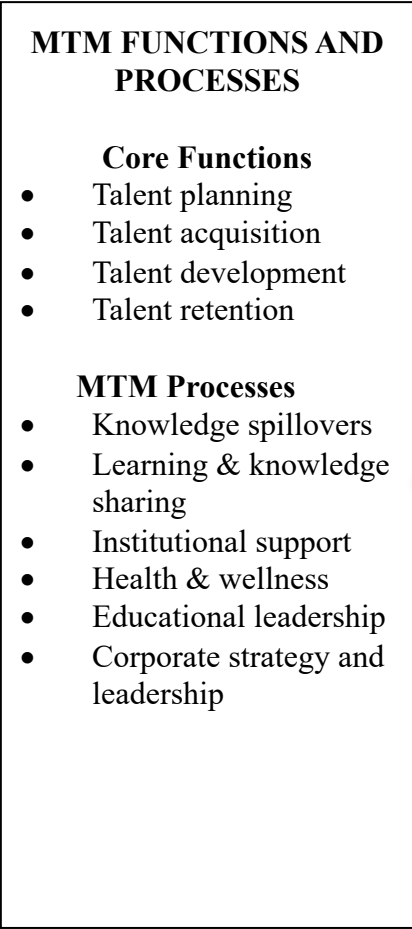 MTM FUNCTIONS AND
PROCESSES
Core Functions
• Talent planning
• Talent acquisition
• Talent development
• Talent retention
MTM Processes
• Knowledge spillovers
• Learning & knowledge
sharing
• Institutional support
• Health & wellness
• Educational leadership
• Corporate strategy and
leadership